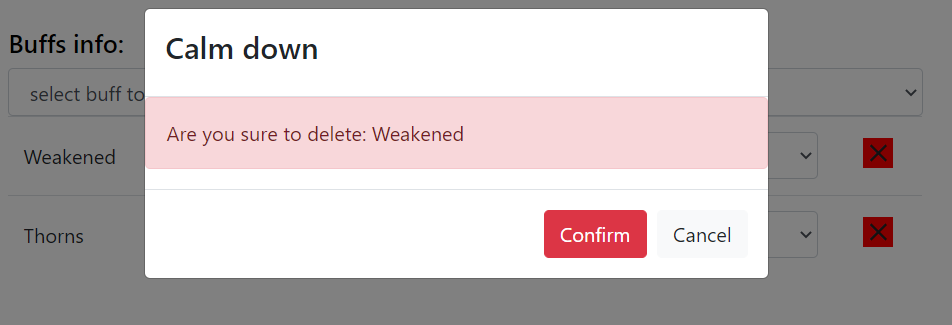 Calm down
Buffs info:
select buff to
Are you sure to delete: Weakened
Weakened
Thorns
Confirm
Cancel